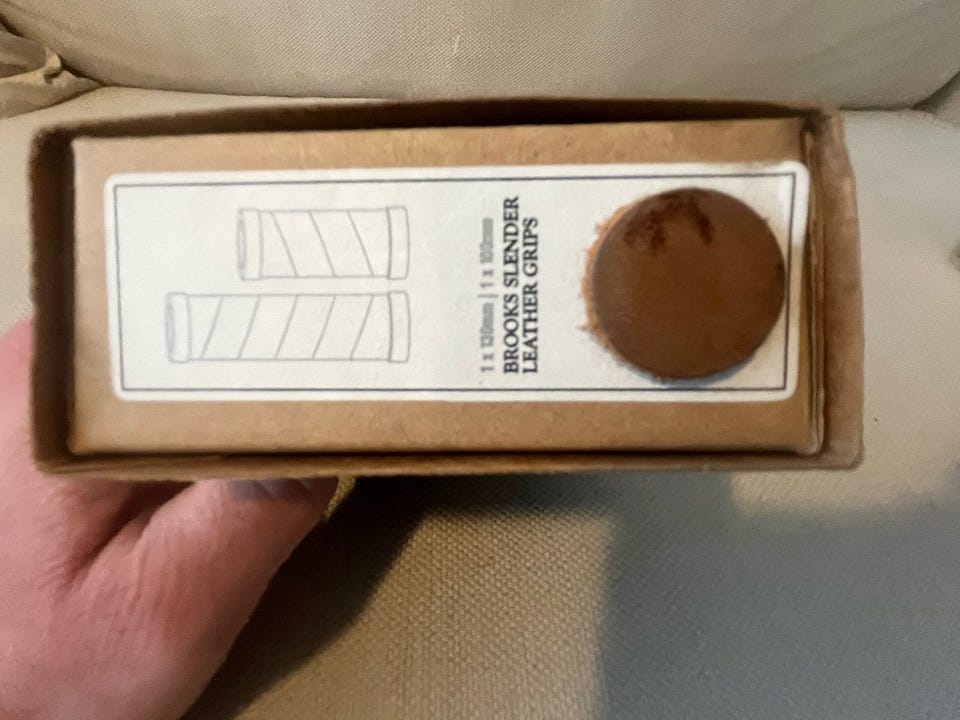 BROOKS SLENDER
LEATHER GRIPS
1 x 130mm | 1 x 100mm